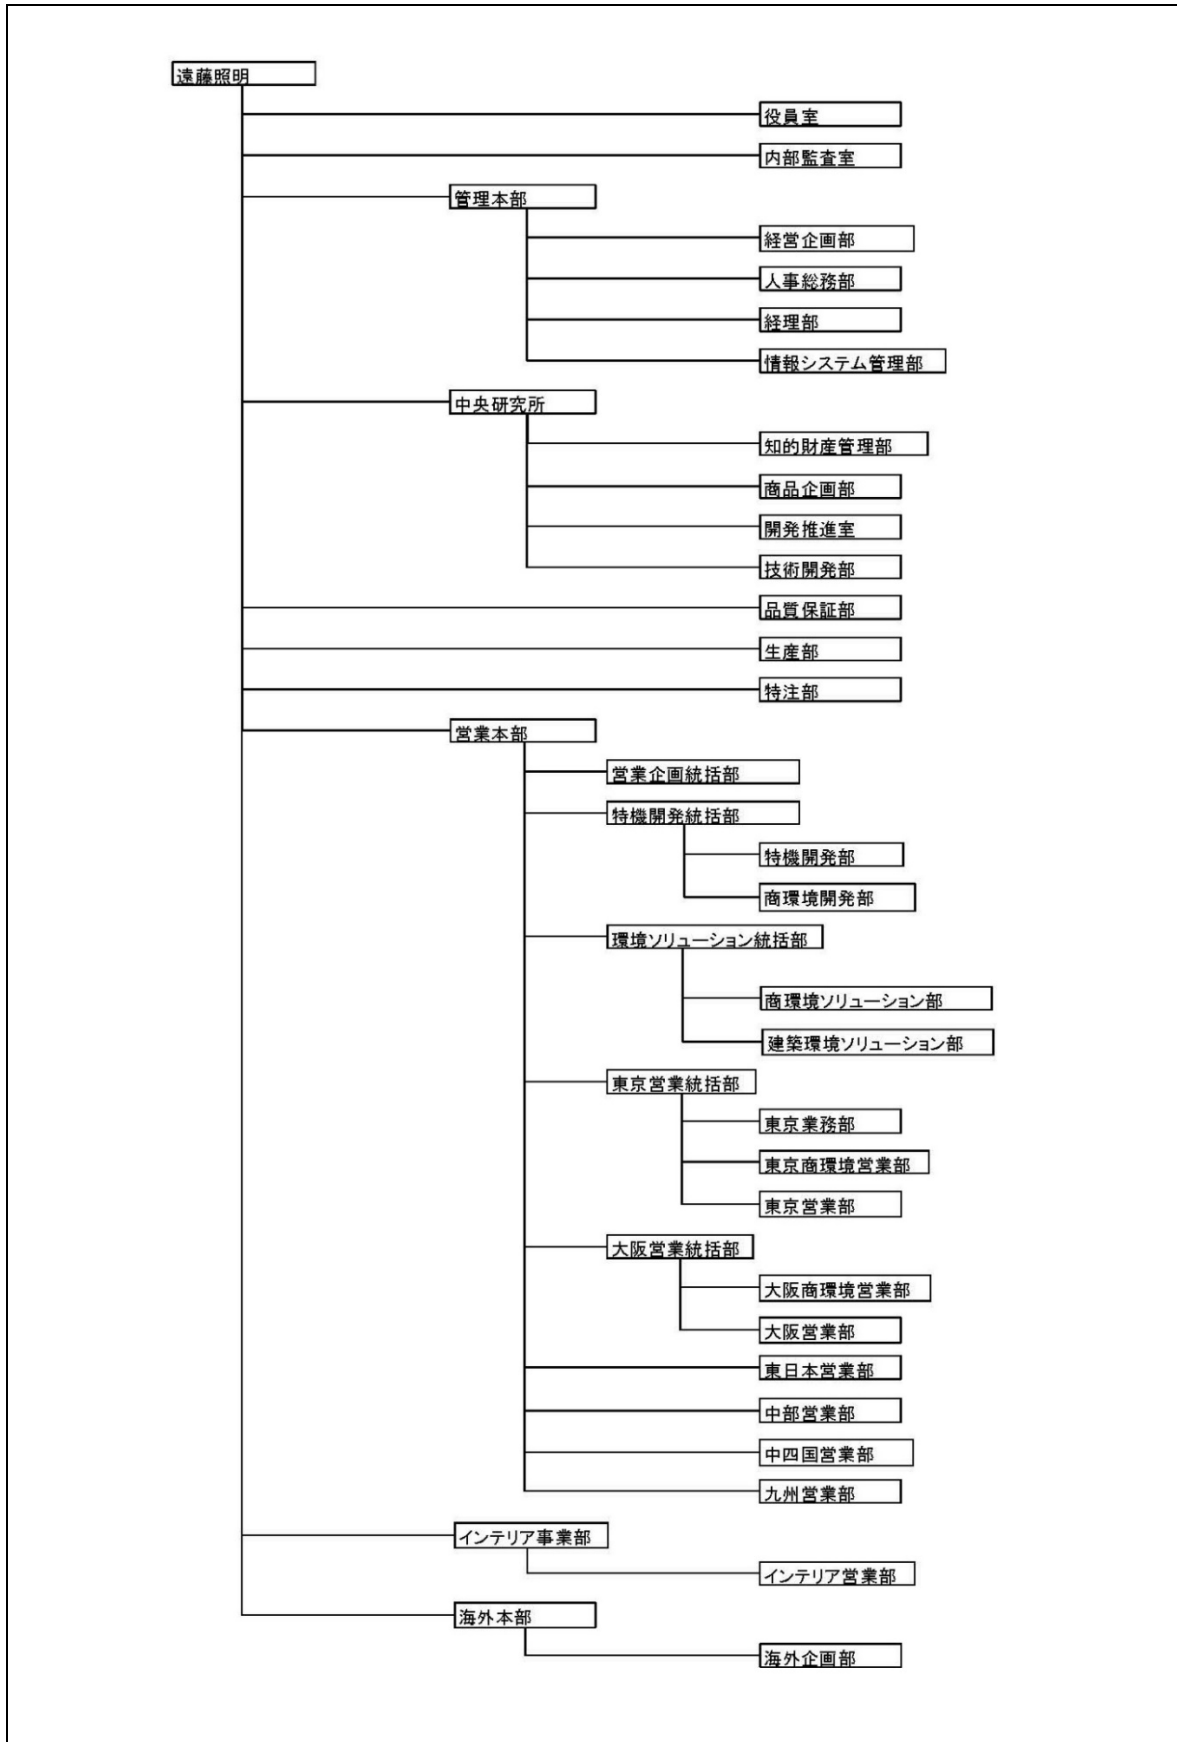 遠藤照明
役員室
内部監査室
管理本部
経営企画部
人事総務部
経理部
情報システム管理部
中央研究所
知的財産管理部
商品企画部
開発推進室
技術開発部
品質保証部
生産部
特注部
営業本部
営業企画統括部
特機開発統括部
特機開発部
商環境開発部
環境ソリューション統括部
商環境ソリューション部
建築環境ソリューション部
東京営業統括部
東京業務部
東京商環境営業部
東京営業部
大阪営業統括部
大阪商環境営業部
大阪営業部
東日本営業部
中部営業部
中四国営業部
九州営業部
インテリア事業部
インテリア営業部
海外本部
海外企画部